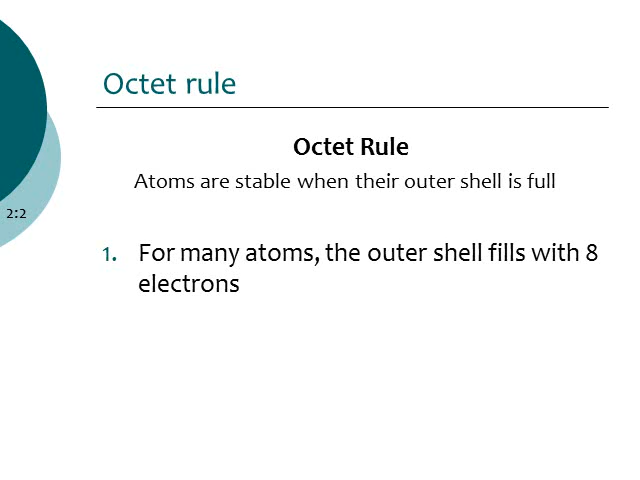 Octet rule
Octet Rule
Atoms are stable when their outer shell is full
2:2
1. For many atoms, the outer shell fills with 8
electrons